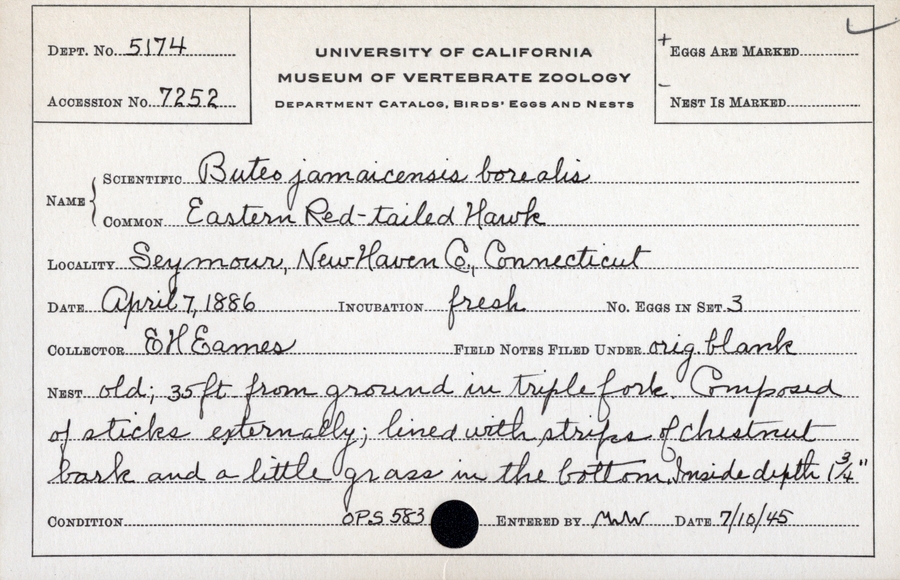 DEPT. No. 5174
ACCESSION No. 7252
UNIVERSITY OF CALIFORNIA
MUSEUM OF VERTEBRATE ZOOLOGY
DEPARTMENT CATALOG, BIRDS' EGGS AND NESTS
+ EGGS ARE MARKED
- NEST IS MARKED
NAME { SCIENTIFIC Buteo jamaicensis borealis
COMMON Eastern Red-tailed Hawk
LOCALITY Seymour, New Haven Co., Connecticut
DATE April 7, 1886 INCUBATION fresh No. EGGS IN SET 3
COLLECTOR E H Eames FIELD NOTES FILED UNDER orig. blank
NEST old; 35 ft from ground in triple fork. Composed
of sticks externally; lined with strips of chestnut
bark and a little grass in the bottom. Inside depth 1 3/4"
CONDITION OPS 583 ENTERED BY DATE 7/10/45